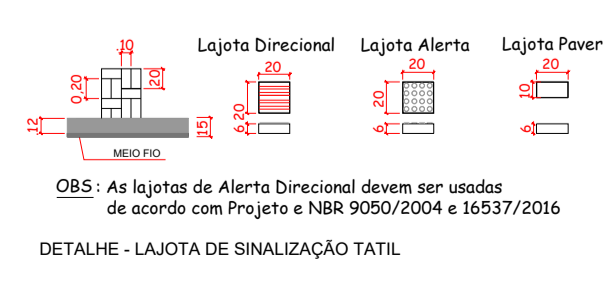 .10
20
0,20
12
15
MEIO FIO
Lajota Direcional
20
20
6
Lajota Alerta
20
20
6
Lajota Paver
20
10
6
OBS: As lajotas de Alerta Direcional devem ser usadas
de acordo com Projeto e NBR 9050/2004 e 16537/2016
DETALHE - LAJOTA DE SINALIZAÇÃO TATIL